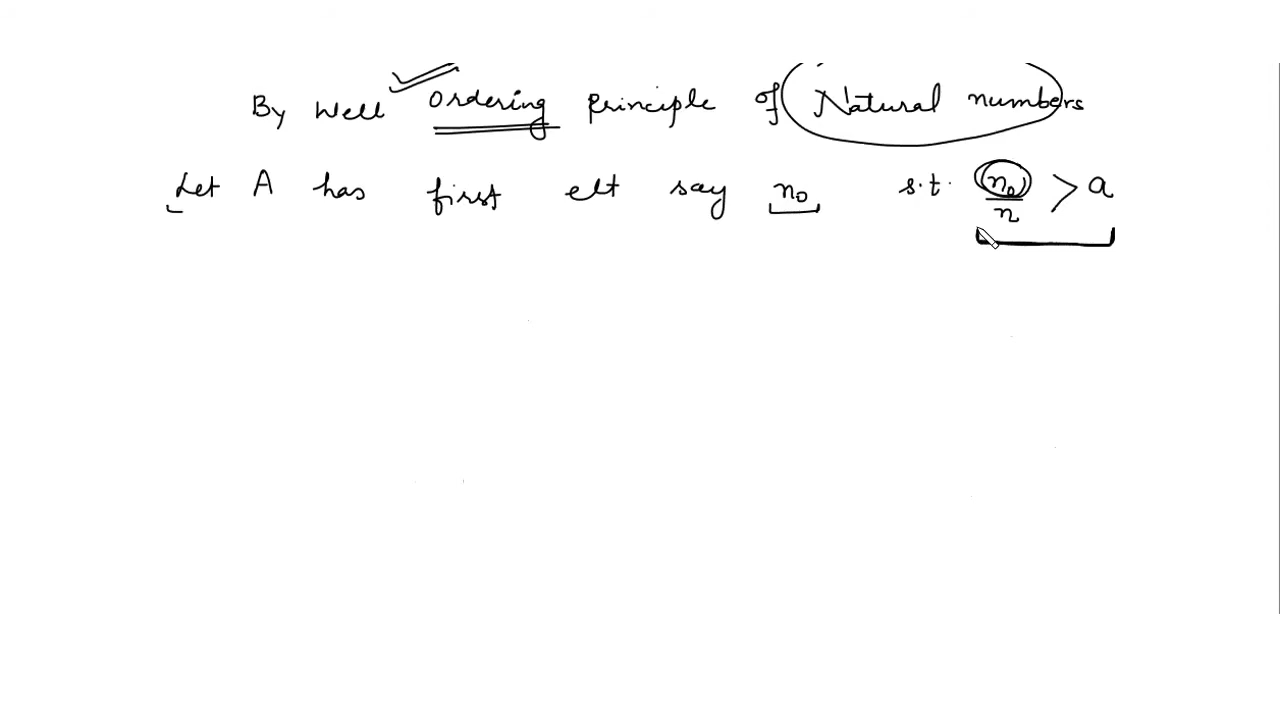 By Well Ordering Principle of Natural numbers
Let A has first elt say n₀ s.t. n₀/n > a